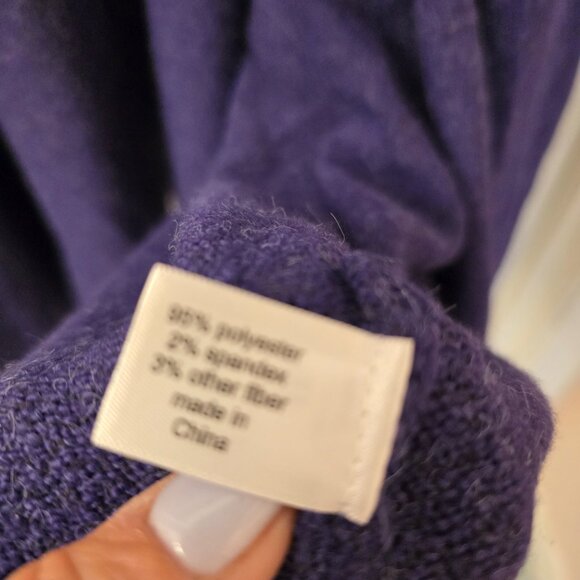 95% polyester
2% spandex
3% other fiber
made in
China